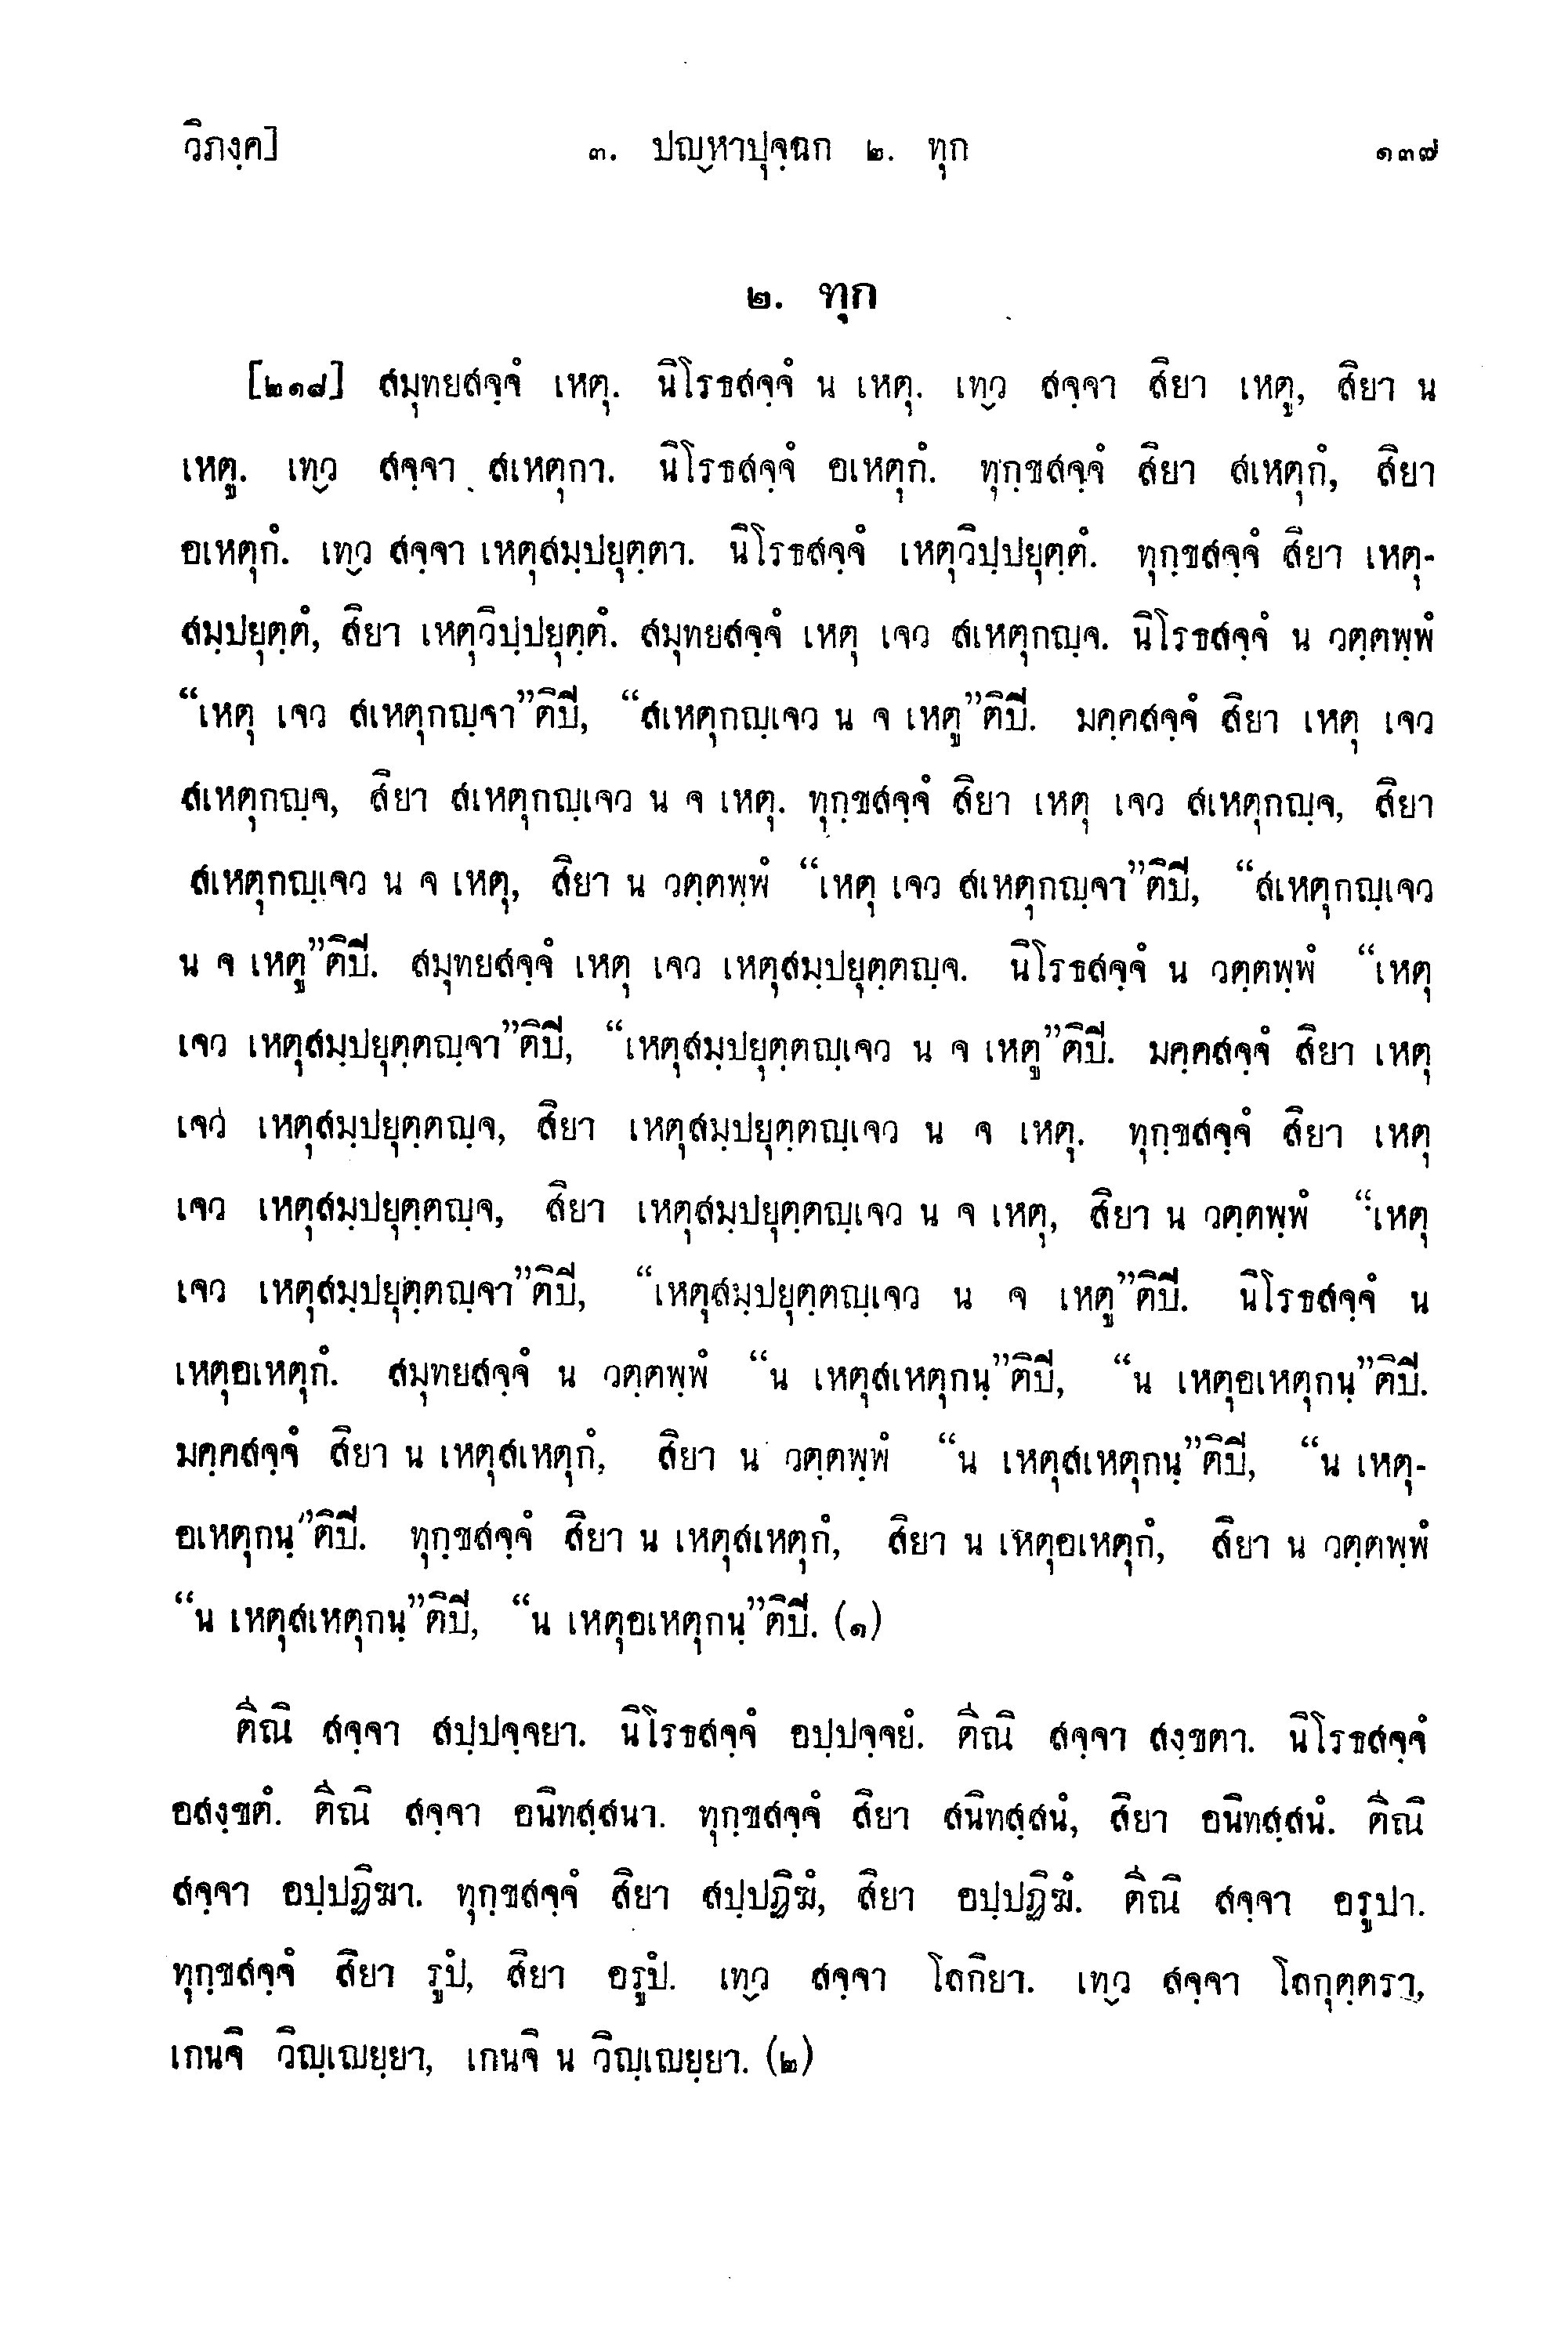 วิภงฺค]  ๓. ปญฺหาปุจฺฉก ๒. ทุก  ๑๓๗
๒. ทุก
[๒๑๘] สมุทยสจฺจํ เหตุ. นิโรธสจฺจํ น เหตุ. เทฺว สจฺจา สิยา เหตู, สิยา น
เหตู. เทฺว สจฺจา สเหตุกา. นิโรธสจฺจํ อเหตุกํ. ทุกฺขสจฺจํ สิยา สเหตุกํ, สิยา
อเหตุกํ. เทฺว สจฺจา เหตุสมฺปยุตฺตา. นิโรธสจฺจํ เหตุวิปฺปยุตฺตํ. ทุกฺขสจฺจํ สิยา เหตุ-
สมฺปยุตฺตํ, สิยา เหตุวิปฺปยุตฺตํ. สมุทยสจฺจํ เหตุ เจว สเหตุกญฺจ. นิโรธสจฺจํ น วตฺตพฺพํ
“เหตุ เจว สเหตุกญฺจา”ติปี, “สเหตุกญฺเจว น จ เหตู”ติปี. มคฺคสจฺจํ สิยา เหตุ เจว
สเหตุกญฺจ, สิยา สเหตุกญฺเจว น จ เหตุ. ทุกฺขสจฺจํ สิยา เหตุ เจว สเหตุกญฺจ, สิยา
สเหตุกญฺเจว น จ เหตุ, สิยา น วตฺตพฺพํ “เหตุ เจว สเหตุกญฺจา”ติปี, “สเหตุกญฺเจว
น จ เหตู”ติปี. สมุทยสจฺจํ เหตุ เจว เหตุสมฺปยุตฺตญฺจ. นิโรธสจฺจํ น วตฺตพฺพํ “เหตุ
เจว เหตุสมฺปยุตฺตญฺจา”ติปี, “เหตุสมฺปยุตฺตญฺเจว น จ เหตู”ติปี. มคฺคสจฺจํ สิยา เหตุ
เจว เหตุสมฺปยุตฺตญฺจ, สิยา เหตุสมฺปยุตฺตญฺเจว น จ เหตุ. ทุกฺขสจฺจํ สิยา เหตุ
เจว เหตุสมฺปยุตฺตญฺจ, สิยา เหตุสมฺปยุตฺตญฺเจว น จ เหตุ, สิยา น วตฺตพฺพํ “เหตุ
เจว เหตุสมฺปยุตฺตญฺจา”ติปี, “เหตุสมฺปยุตฺตญฺเจว น จ เหตู”ติปี. นิโรธสจฺจํ น
เหตุอเหตุกํ. สมุทยสจฺจํ น วตฺตพฺพํ “น เหตุสเหตุกนฺ”ติปี, “น เหตุอเหตุกนฺ”ติปี.
มคฺคสจฺจํ สิยา น เหตุสเหตุกํ, สิยา น วตฺตพฺพํ “น เหตุสเหตุกนฺ”ติปี, “น เหตุ-
อเหตุกนฺ”ติปี. ทุกฺขสจฺจํ สิยา น เหตุสเหตุกํ, สิยา น เหตุอเหตุกํ, สิยา น วตฺตพฺพํ
“น เหตุสเหตุกนฺ”ติปี, “น เหตุอเหตุกนฺ”ติปี. (๑)
ตีณิ สจฺจา สปฺปจฺจยา. นิโรธสจฺจํ อปฺปจฺจยํ. ตีณิ สจฺจา สงฺขตา. นิโรธสจฺจํ
อสงฺขตํ. ตีณิ สจฺจา อนิทสฺสนา. ทุกฺขสจฺจํ สิยา สนิทสฺสนํ, สิยา อนิทสฺสนํ. ตีณิ
สจฺจา อปฺปฏิฆา. ทุกฺขสจฺจํ สิยา สปฺปฏิฆํ, สิยา อปฺปฏิฆํ. ตีณิ สจฺจา อรูปา.
ทุกฺขสจฺจํ สิยา รูปํ, สิยา อรูปํ. เทฺว สจฺจา โลกิยา. เทฺว สจฺจา โลกุตฺตรา,
เกนจิ วิญฺเญยฺยา, เกนจิ น วิญฺเญยฺยา. (๒)